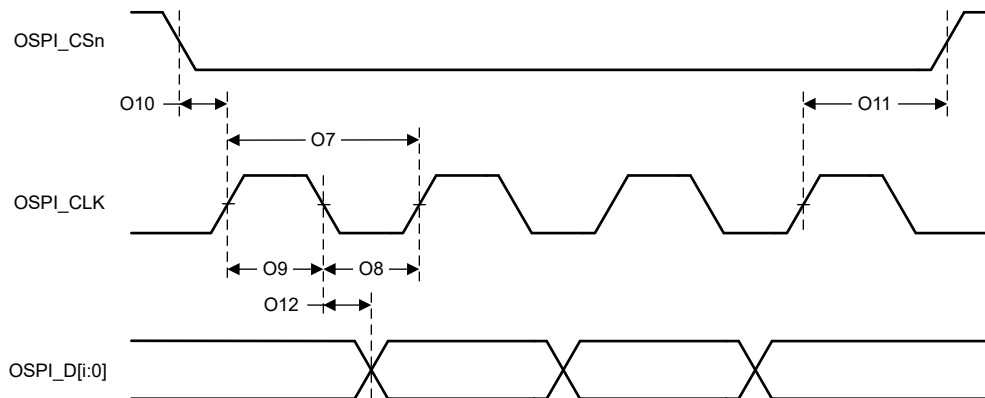 OSPI_CSn
O10
O11
O7
OSPI_CLK
O9
O8
O12
OSPI_D[i:0]